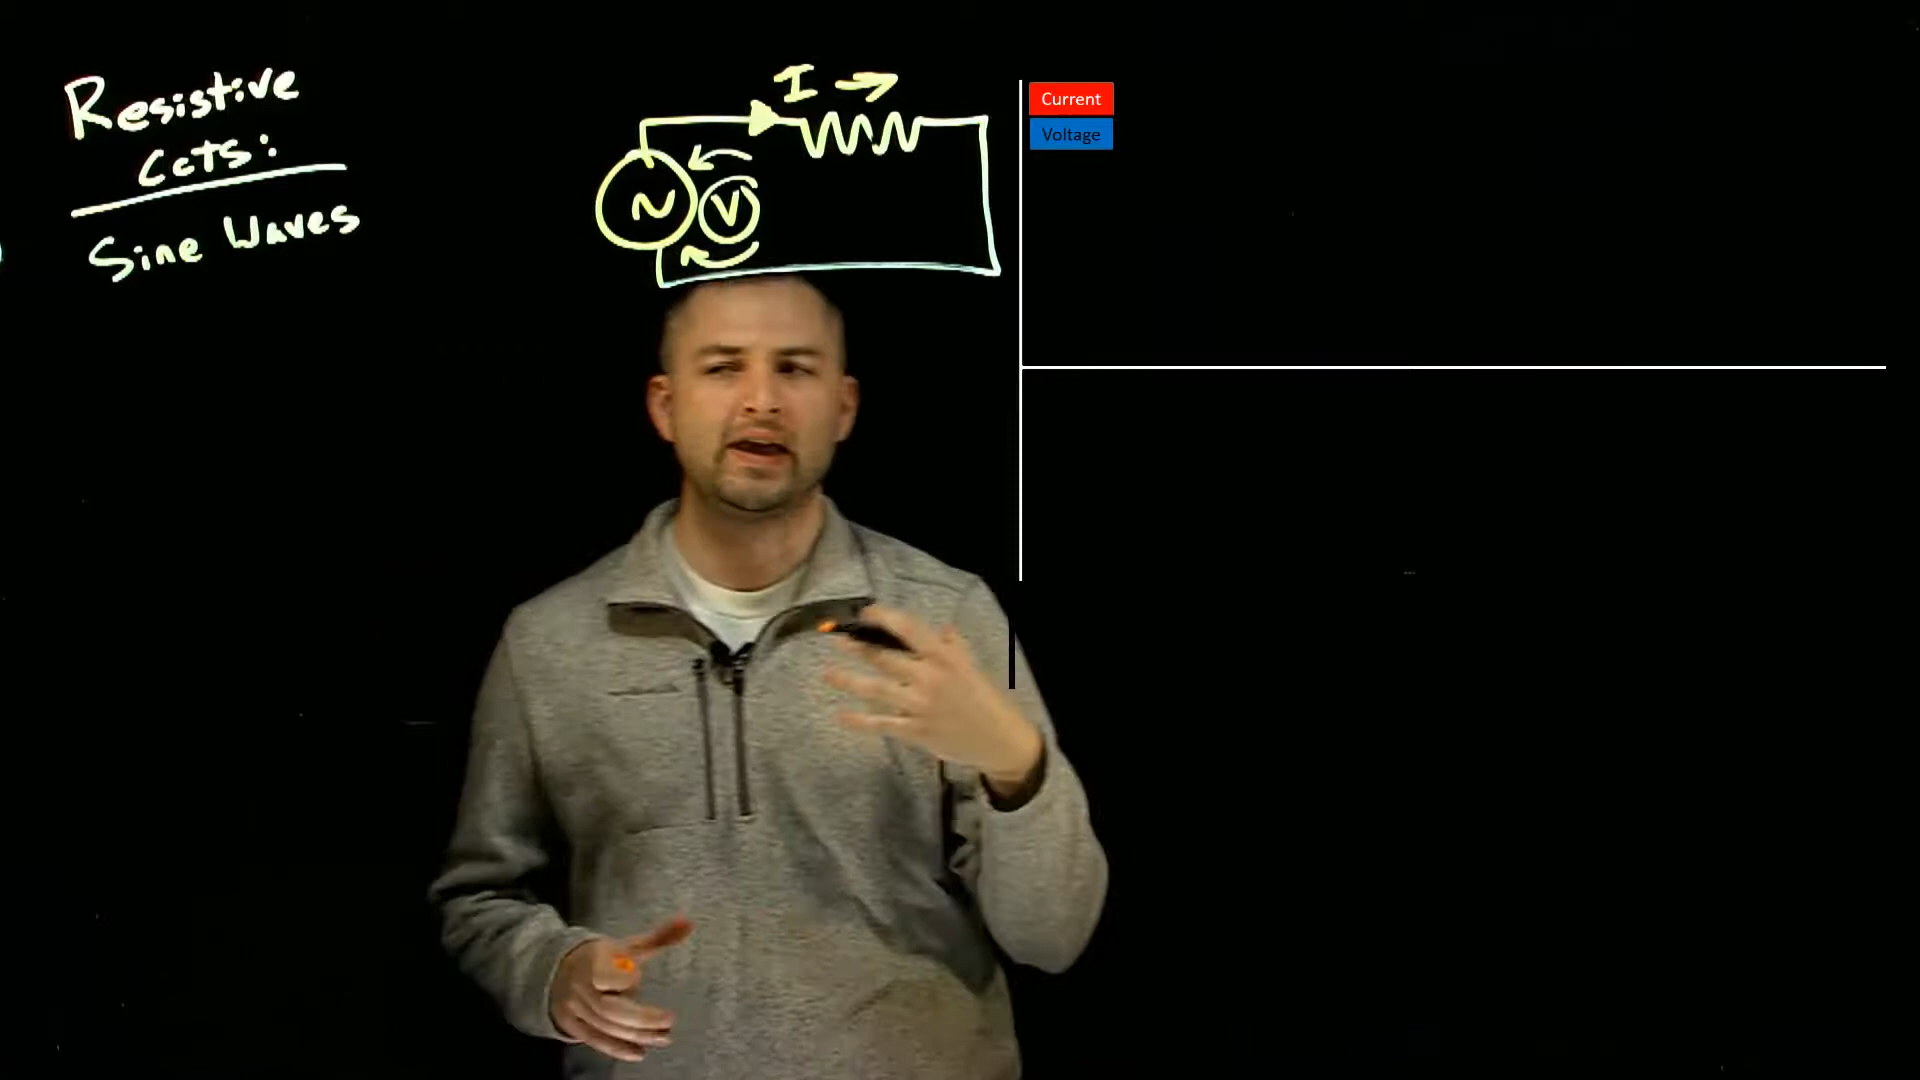 Resistive
Ccts:
Sine Waves
I →
~
V
Current
Voltage